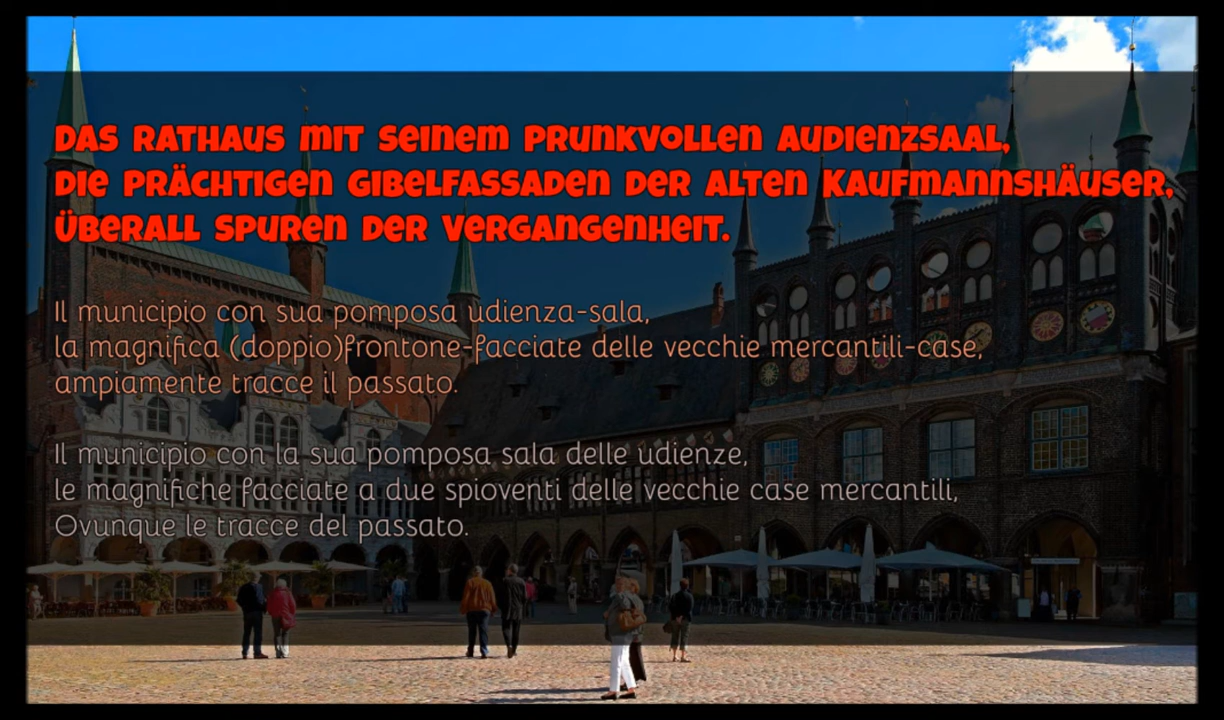 Das Rathaus mit seinem prunkvollen Audienzsaal,
die prächtigen Gibelfassaden der alten Kaufmannshäuser,
überall Spuren der Vergangenheit.
Il municipio con sua pomposa udienza-sala,
la magnifica (doppio)frontone-facciate delle vecchie mercantili-case,
ampiamente tracce il passato.
Il municipio con la sua pomposa sala delle udienze,
le magnifiche facciate a due spioventi delle vecchie case mercantili,
Ovunque le tracce del passato.